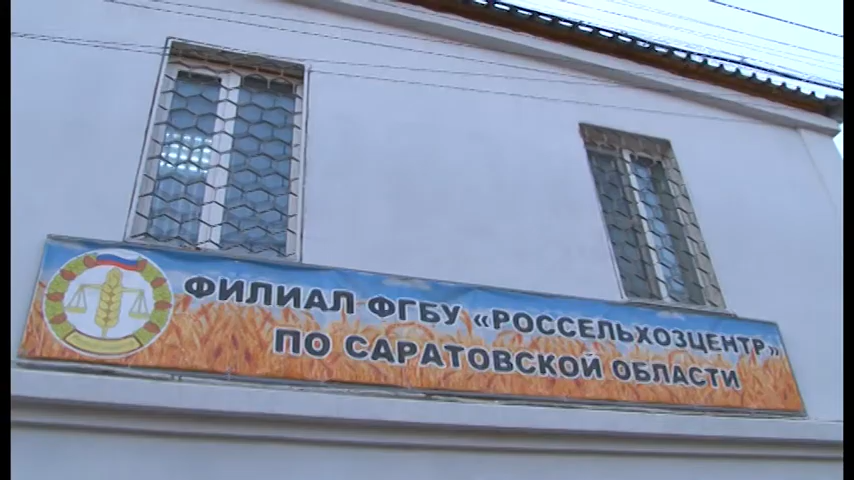 ФИЛИАЛ ФГБУ «РОССЕЛЬХОЗЦЕНТР»
ПО САРАТОВСКОЙ ОБЛАСТИ